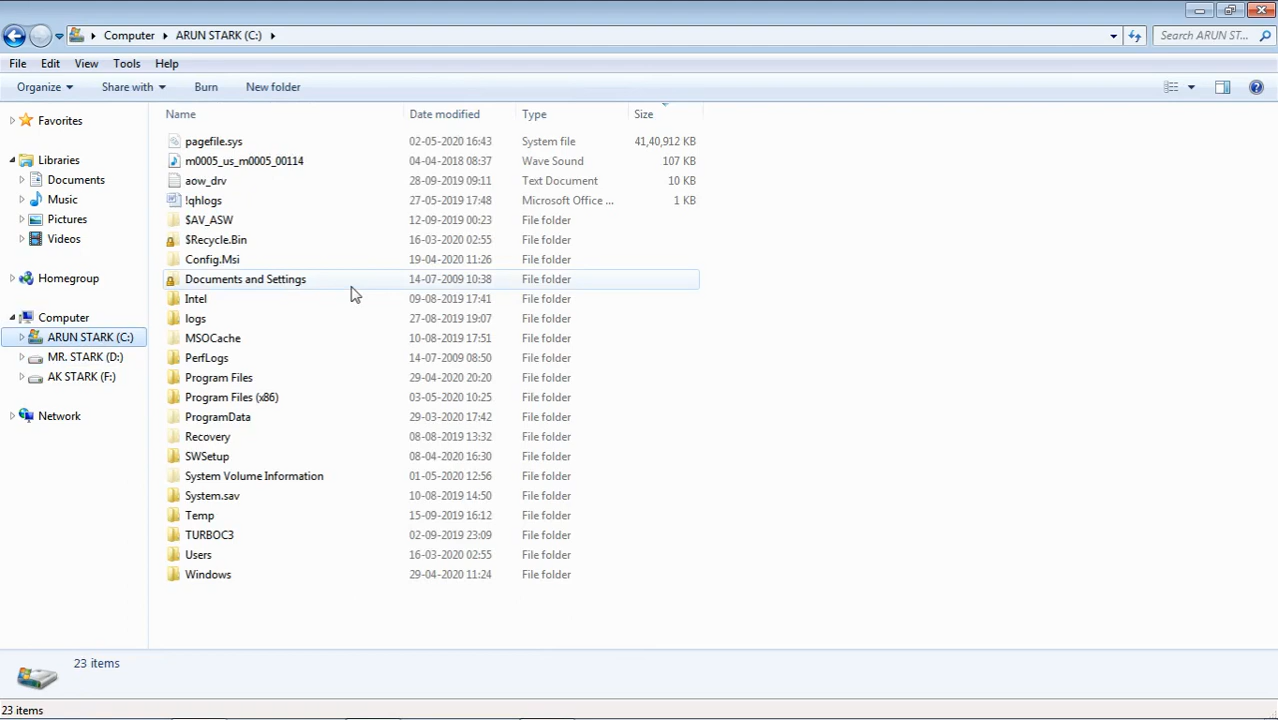 Computer ARUN STARK (C:) Search ARUN ST...
File Edit View Tools Help
Organize Share with Burn New folder
Name Date modified Type Size
Favorites
Libraries
Documents
Music
Pictures
Videos
Homegroup
Computer
ARUN STARK (C:)
MR. STARK (D:)
AK STARK (F:)
Network
pagefile.sys 02-05-2020 16:43 System file 41,40,912 KB
m0005_us_m0005_00114 04-04-2018 08:37 Wave Sound 107 KB
aow_drv 28-09-2019 09:11 Text Document 10 KB
!qhlogs 27-05-2019 17:48 Microsoft Office ... 1 KB
$AV_ASW 12-09-2019 00:23 File folder
$Recycle.Bin 16-03-2020 02:55 File folder
Config.Msi 19-04-2020 11:26 File folder
Documents and Settings 14-07-2009 10:38 File folder
Intel 09-08-2019 17:41 File folder
logs 27-08-2019 19:07 File folder
MSOCache 10-08-2019 17:51 File folder
PerfLogs 14-07-2009 08:50 File folder
Program Files 29-04-2020 20:20 File folder
Program Files (x86) 03-05-2020 10:25 File folder
ProgramData 29-03-2020 17:42 File folder
Recovery 08-08-2019 13:32 File folder
SWSetup 08-04-2020 16:30 File folder
System Volume Information 01-05-2020 12:56 File folder
System.sav 10-08-2019 14:50 File folder
Temp 15-09-2019 16:12 File folder
TURBOC3 02-09-2019 23:09 File folder
Users 16-03-2020 02:55 File folder
Windows 29-04-2020 11:24 File folder
23 items
23 items